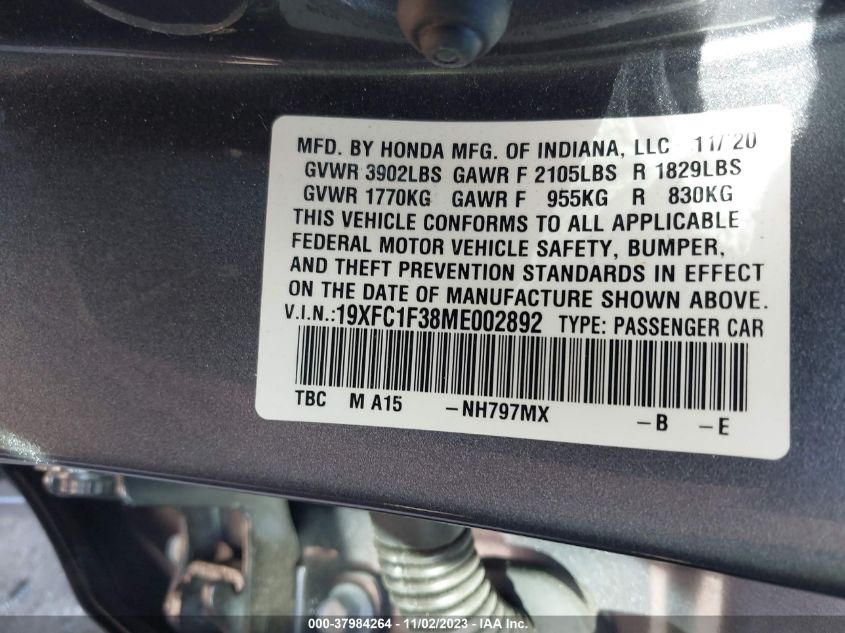 MFD. BY HONDA MFG. OF INDIANA, LLC 11/20
GVWR 3902LBS GAWR F 2105LBS R 1829LBS
GVWR 1770KG GAWR F 955KG R 830KG
THIS VEHICLE CONFORMS TO ALL APPLICABLE
FEDERAL MOTOR VEHICLE SAFETY, BUMPER,
AND THEFT PREVENTION STANDARDS IN EFFECT
ON THE DATE OF MANUFACTURE SHOWN ABOVE.
V.I.N.:19XFC1F38ME002892 TYPE: PASSENGER CAR
TBC M A15 -NH797MX -B -E
000-37984264 - 11/02/2023 - IAA Inc.